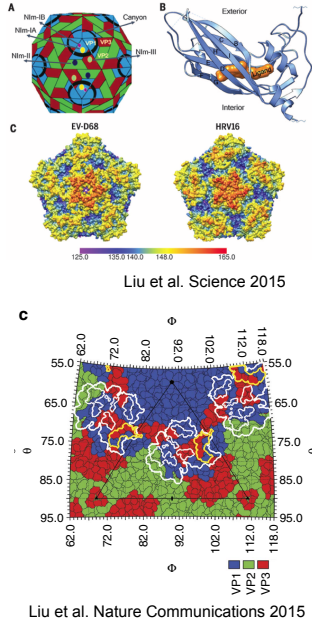 A
NIm-IB
Canyon
NIm-IA
NIm-II
NIm-III
VP1
VP3
VP2
B
Exterior
Ligand
Interior
C
EV-D68
HRV16
125.0 135.0 140.0 148.0 165.0
Liu et al. Science 2015
C
Φ
62.0 72.0 82.0 92.0 102.0 112.0 118.0
55.0 55.0
65.0 65.0
75.0 75.0
θ
85.0 85.0
95.0 95.0
62.0 72.0 82.0 92.0 102.0 112.0 118.0
Φ
VP1 VP2 VP3
Liu et al. Nature Communications 2015